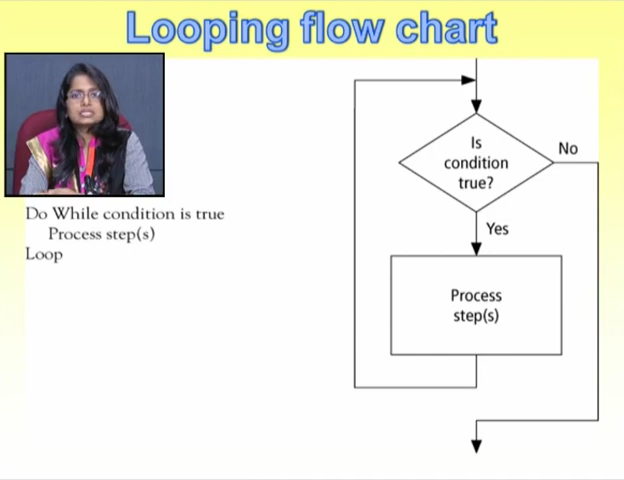 Looping flow chart
Do While condition is true
Process step(s)
Loop
Is
condition
true?
No
Yes
Process
step(s)